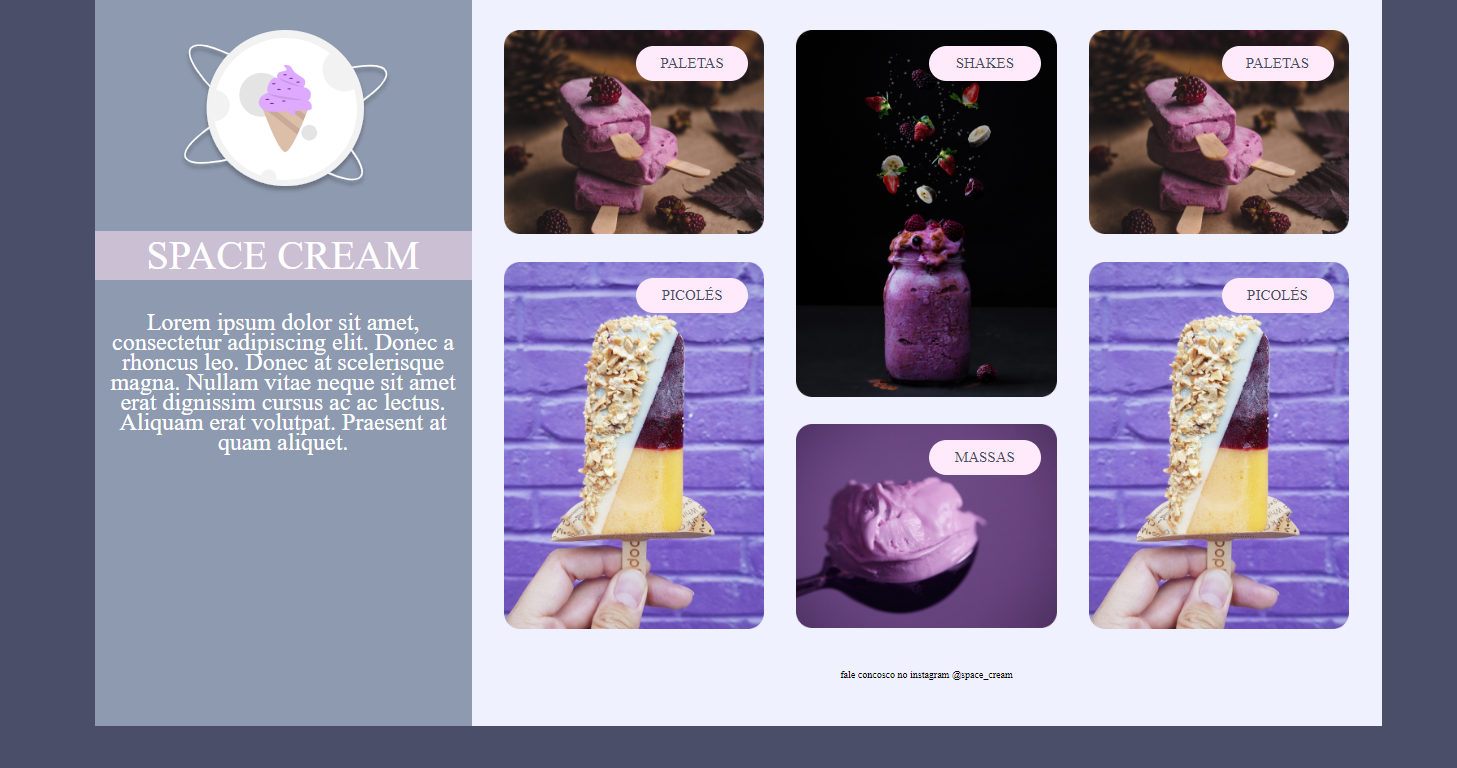 SPACE CREAM
Lorem ipsum dolor sit amet,
consectetur adipiscing elit. Donec a
rhoncus leo. Donec at scelerisque
magna. Nullam vitae neque sit amet
erat dignissim cursus ac ac lectus.
Aliquam erat volutpat. Praesent at
quam aliquet.
PALETAS
SHAKES
PALETAS
PICOLÉS
PICOLÉS
MASSAS
fale concosco no instagram @space_cream